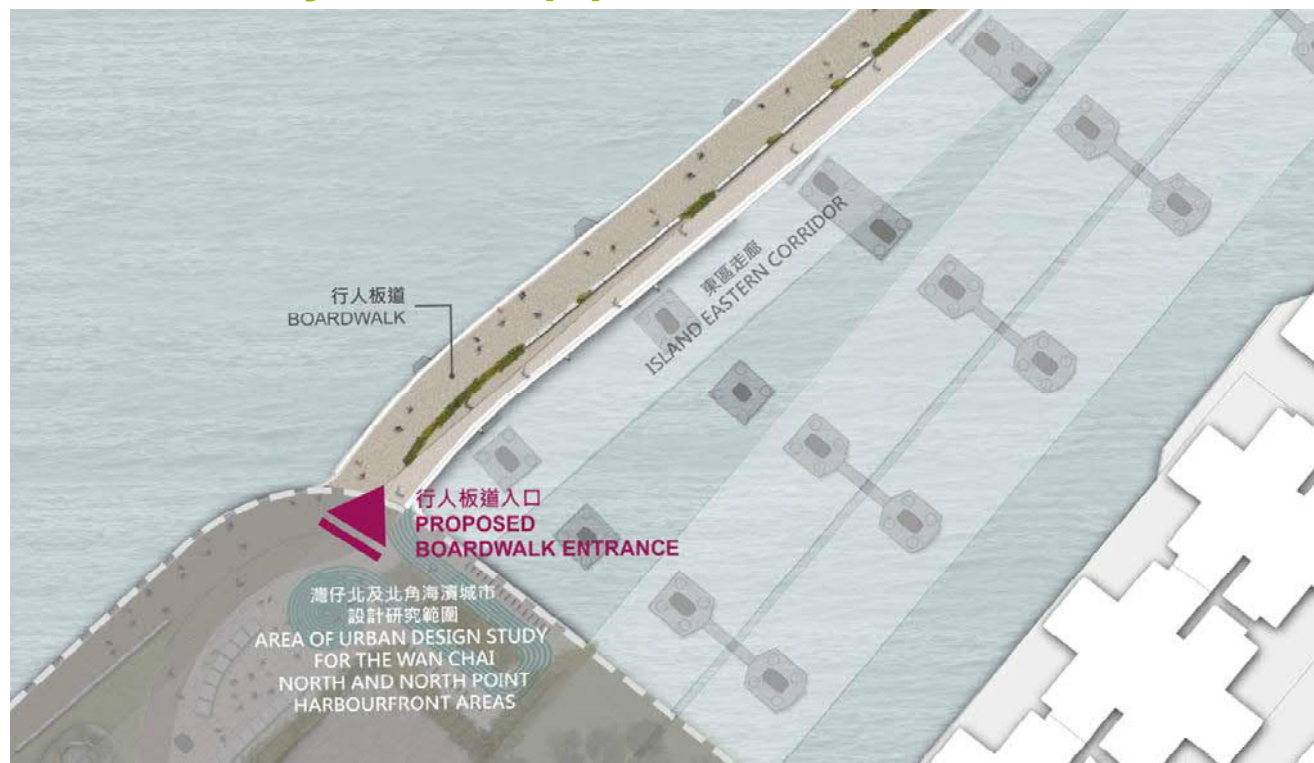 行人板道
BOARDWALK
東區走廊
ISLAND EASTERN CORRIDOR
行人板道入口
PROPOSED
BOARDWALK ENTRANCE
灣仔北及北角海濱城市
設計研究範圍
AREA OF URBAN DESIGN STUDY
FOR THE WAN CHAI
NORTH AND NORTH POINT
HARBOURFRONT AREAS